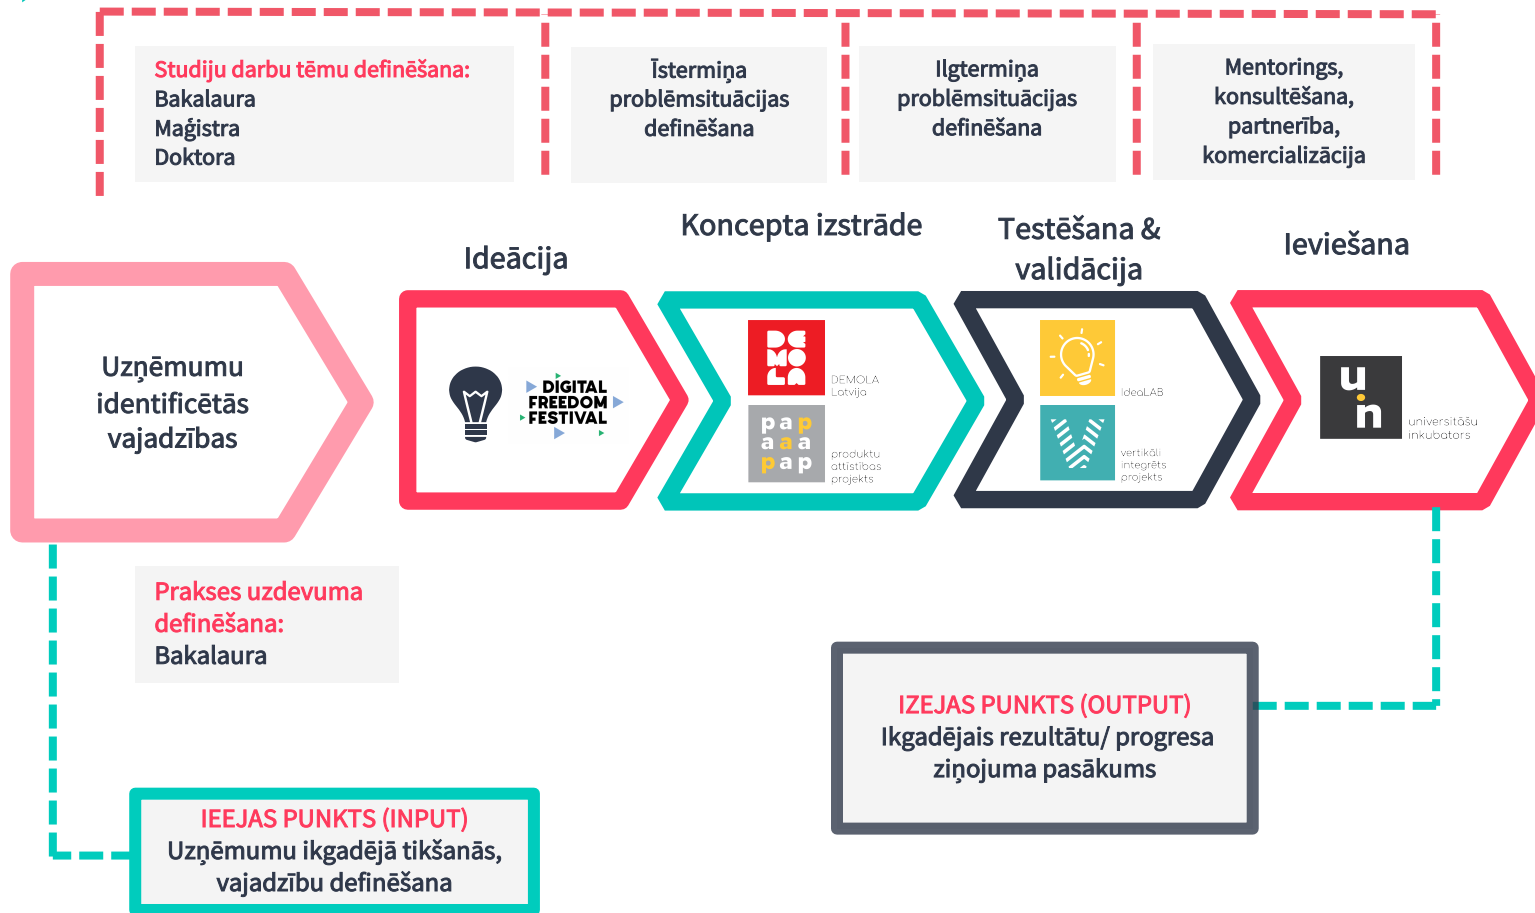 Studiju darbu tēmu definēšana:
Bakalaura
Maģistra
Doktora
Īstermiņa
problēmsituācijas
definēšana
Ilgtermiņa
problēmsituācijas
definēšana
Mentorings,
konsultēšana,
partnerība,
komercializācija
Ideācija
Koncepta izstrāde
Testēšana &
validācija
Ieviešana
Uzņēmumu
identificētās
vajadzības
DIGITAL
FREEDOM
FESTIVAL
DE
MO
LA
DEMOLA
Latvija
pap
aaa
pap
produktu
attīstības
projekts
ideaLAB
vertikāli
integrēts
projekts
u
n
universitāšu
inkubators
Prakses uzdevuma
definēšana:
Bakalaura
IZEJAS PUNKTS (OUTPUT)
Ikgadējais rezultātu/ progresa
ziņojuma pasākums
IEEJAS PUNKTS (INPUT)
Uzņēmumu ikgadējā tikšanās,
vajadzību definēšana